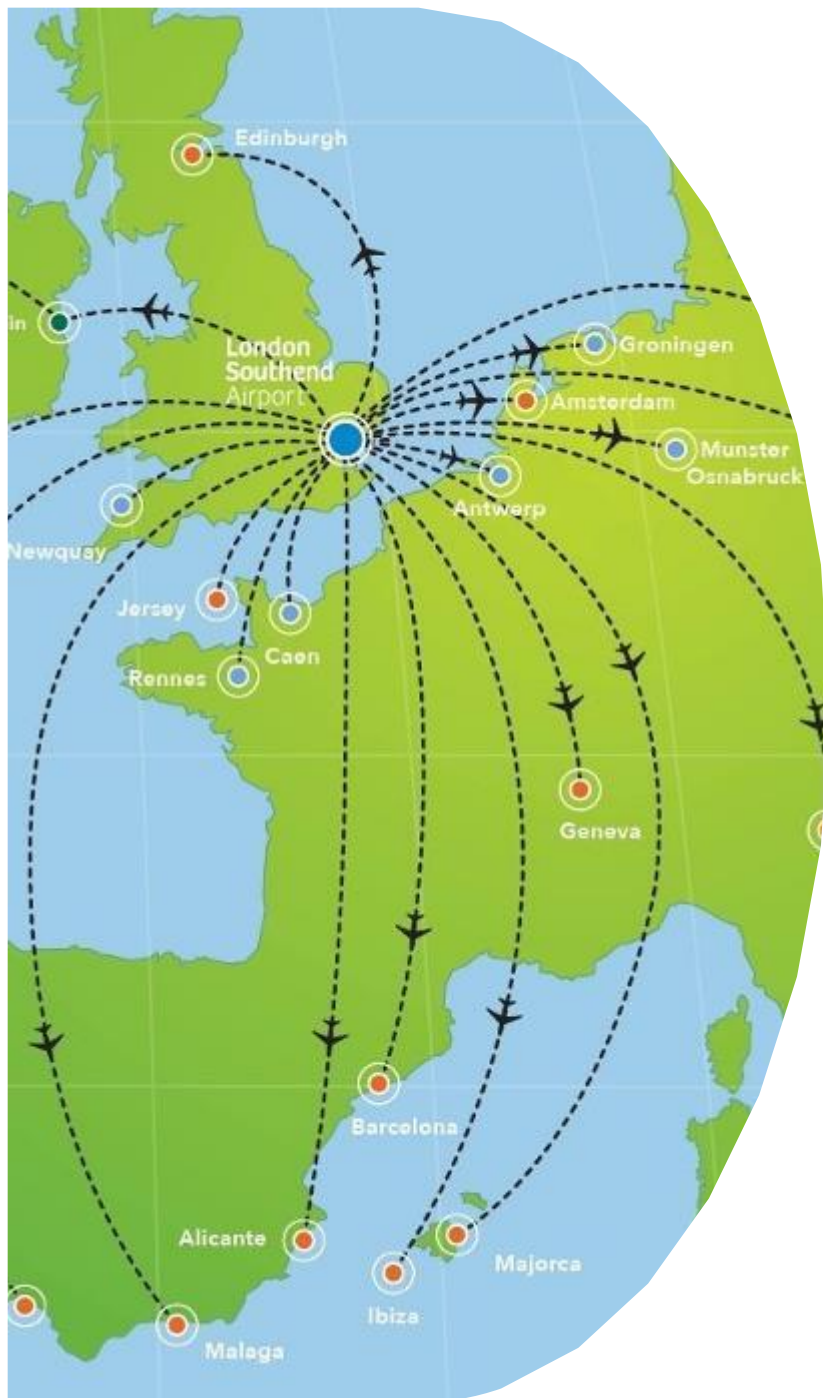 Edinburgh
in
London
Southend
Airport
Groningen
Amsterdam
Munster
Osnabruck
Antwerp
Newquay
Jersey
Caen
Rennes
Geneva
Barcelona
Alicante
Majorca
Ibiza
Malaga